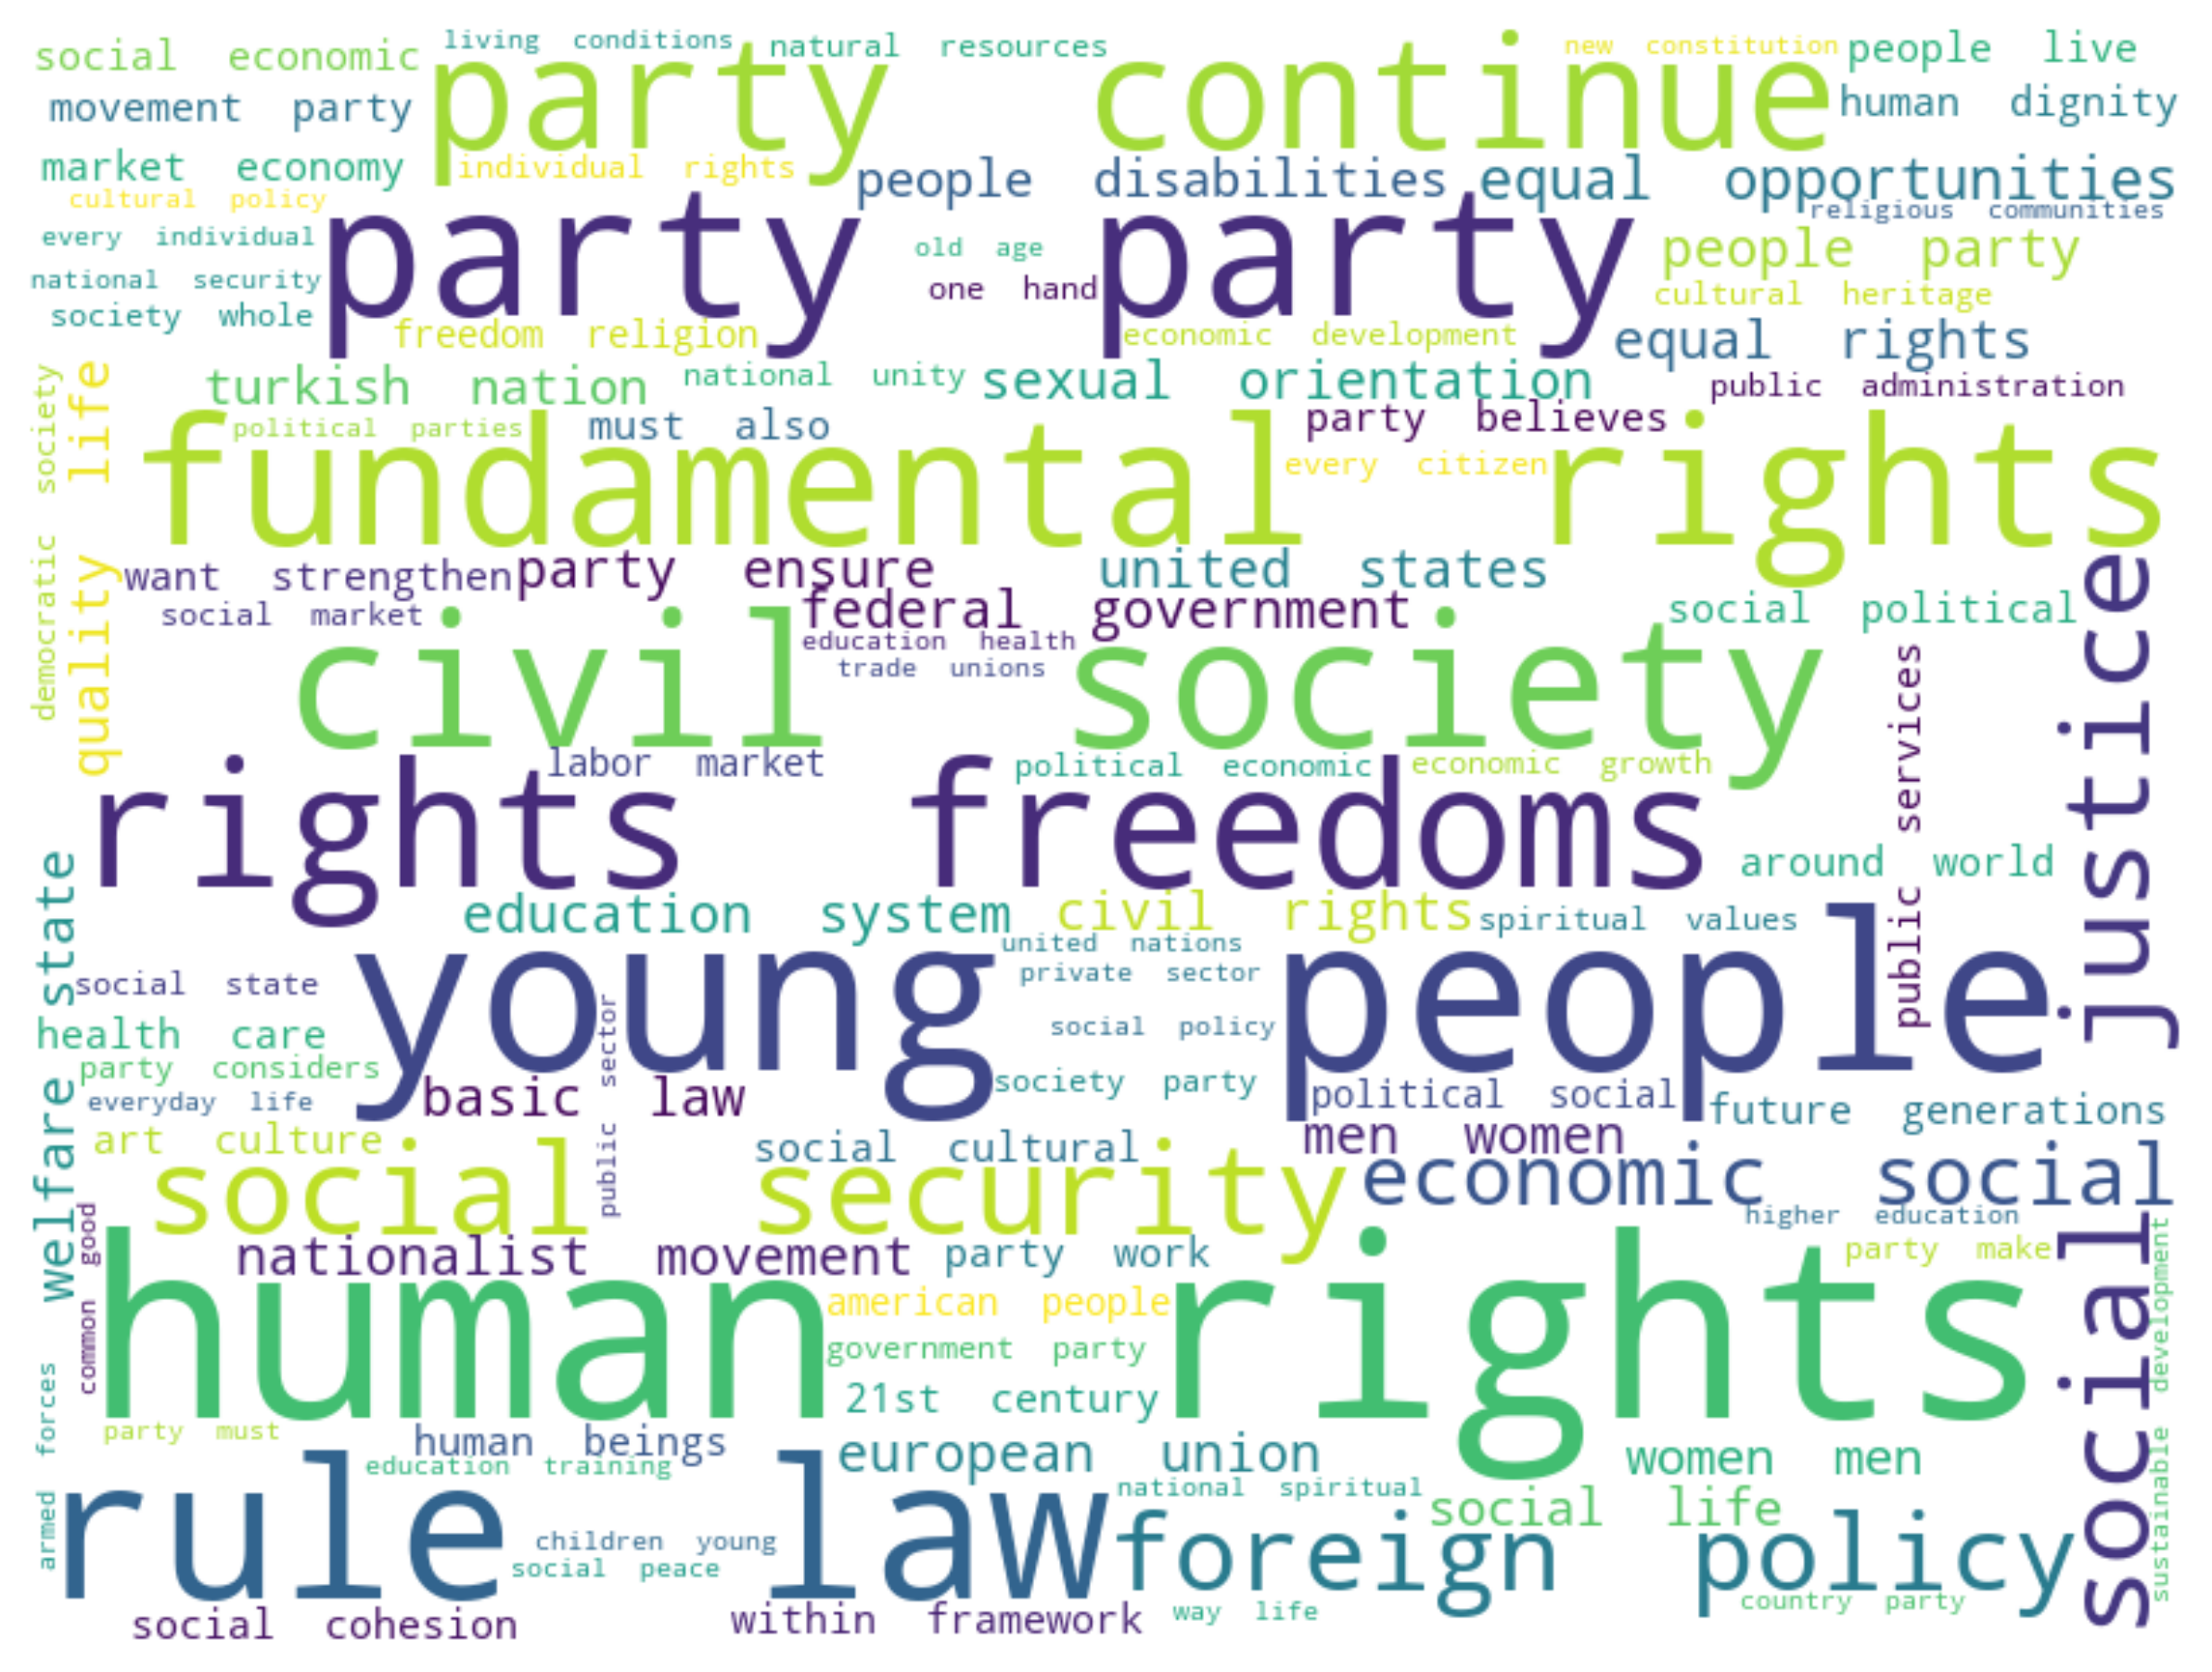 social economic
living conditions
natural resources
party continue
new constitution
people live
movement party
human dignity
market economy
individual rights
people disabilities
equal opportunities
cultural policy
religious communities
every individual
party party
old age
people party
national security
one hand
cultural heritage
society whole
freedom religion
economic development
equal rights
turkish nation
national unity
sexual orientation
public administration
political parties
must also
party believes
fundamental rights
every citizen
quality life
democratic society
want strengthen
party ensure
united states
social market
federal government
social political
civil society
education health
trade unions
labor market
political economic
economic growth
public services
social justice
rights freedoms
around world
education system
civil rights
spiritual values
united nations
young people
private sector
social state
welfare state
health care
social policy
public sector
party considers
society party
everyday life
basic law
political social
future generations
art culture
social cultural
men women
social security
economic social
higher education
common good
nationalist movement
party work
party make
human rights
american people
government party
21st century
sustainable development
armed forces
party must
human beings
european union
women men
education training
rule law
national spiritual
social life
children young
foreign policy
social peace
country party
social cohesion
within framework
way life